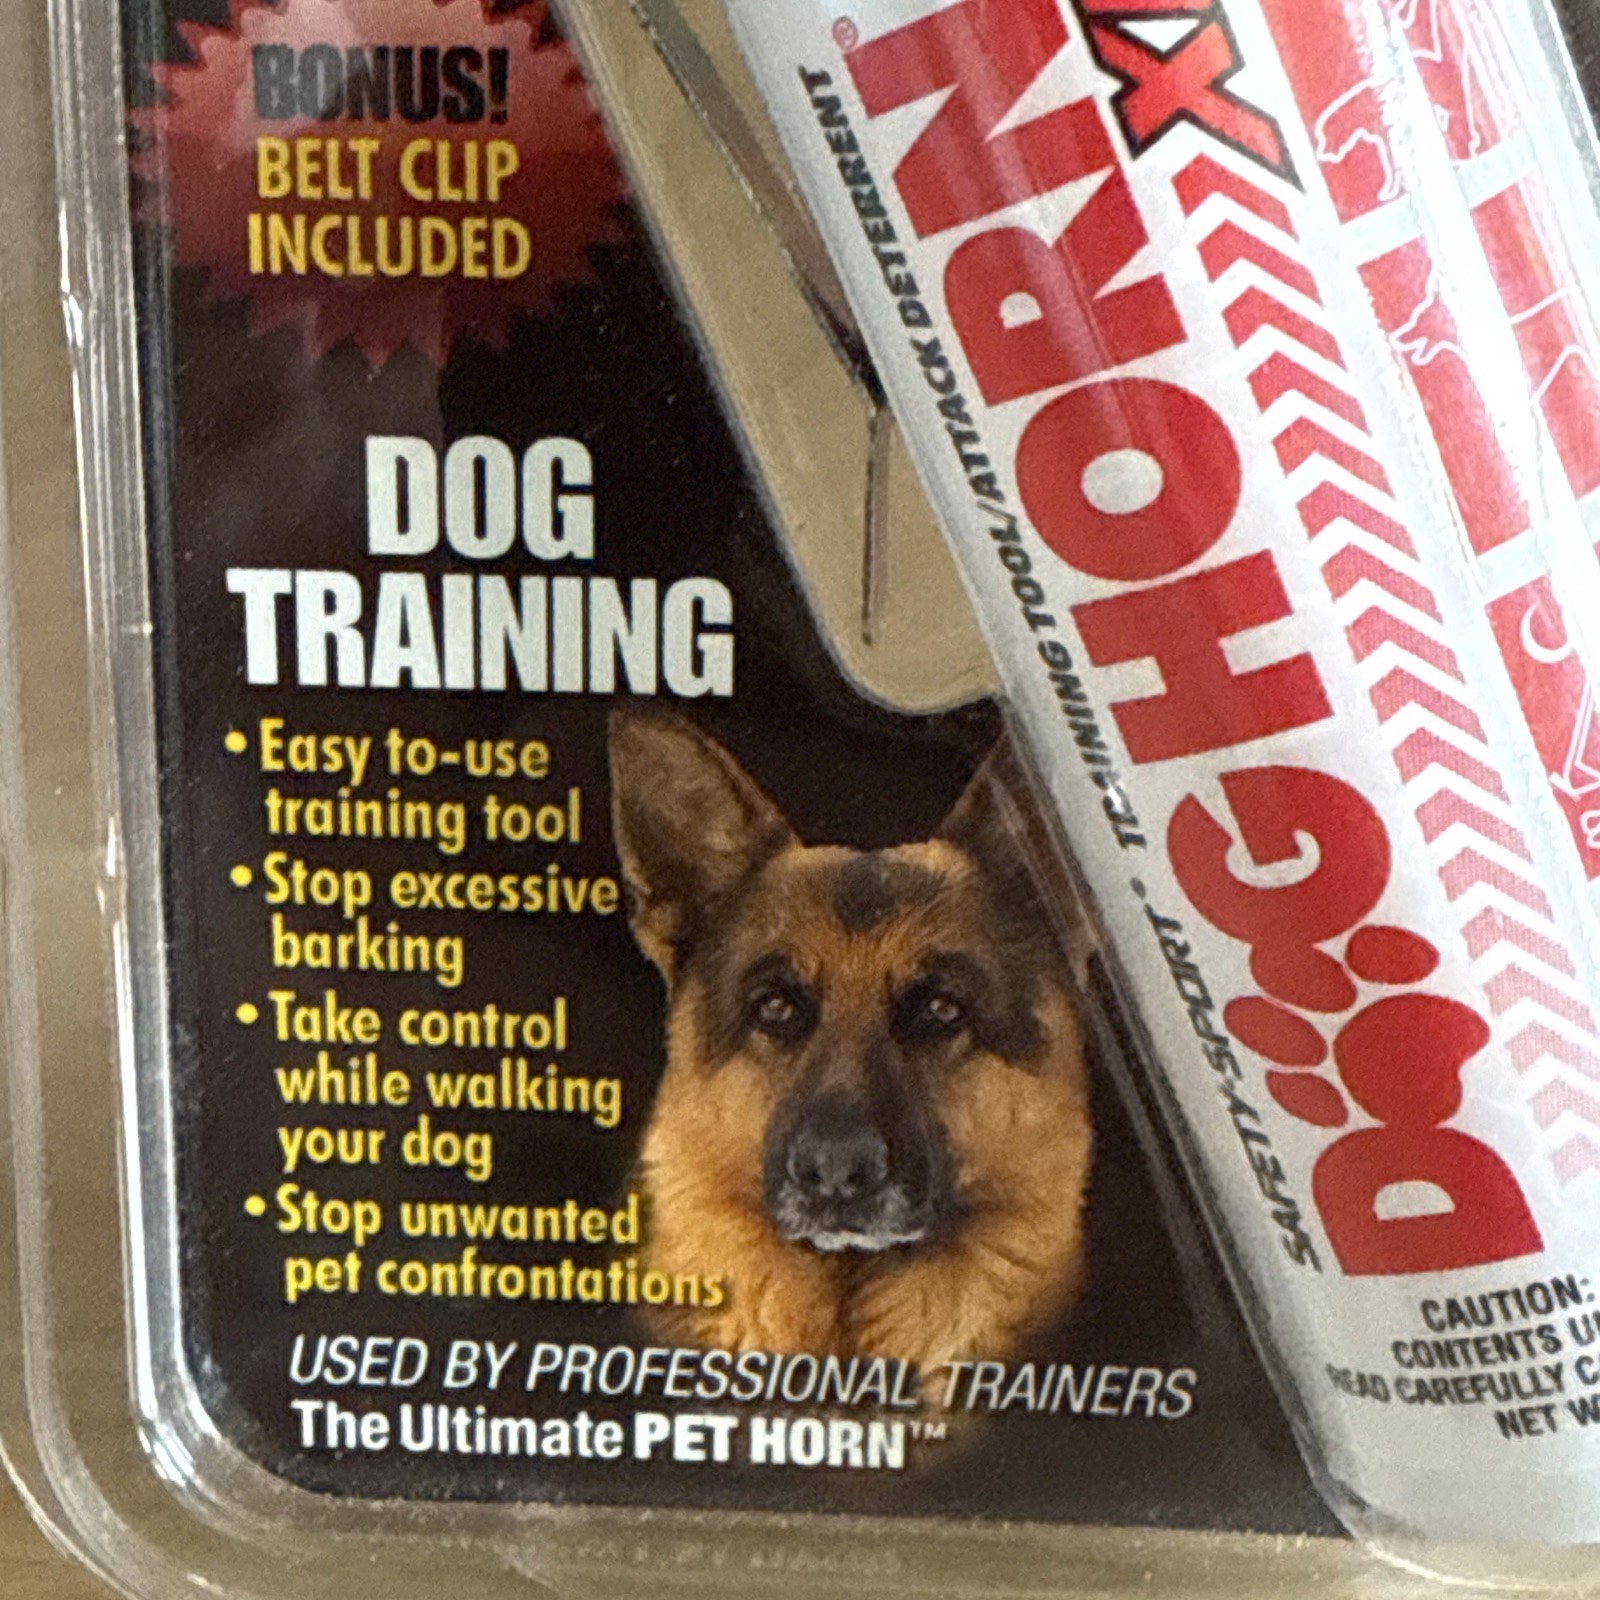 BONUS!
BELT CLIP
INCLUDED
DOG
TRAINING
• Easy to-use
training tool
• Stop excessive
barking
• Take control
while walking
your dog
• Stop unwanted
pet confrontations
USED BY PROFESSIONAL TRAINERS
The Ultimate PET HORN™
SAFETY-SPORT • TRAINING TOOL/ATTACK DETERRENT
DOG HORN®
CAUTION:
CONTENTS
READ CAREFULLY
NET